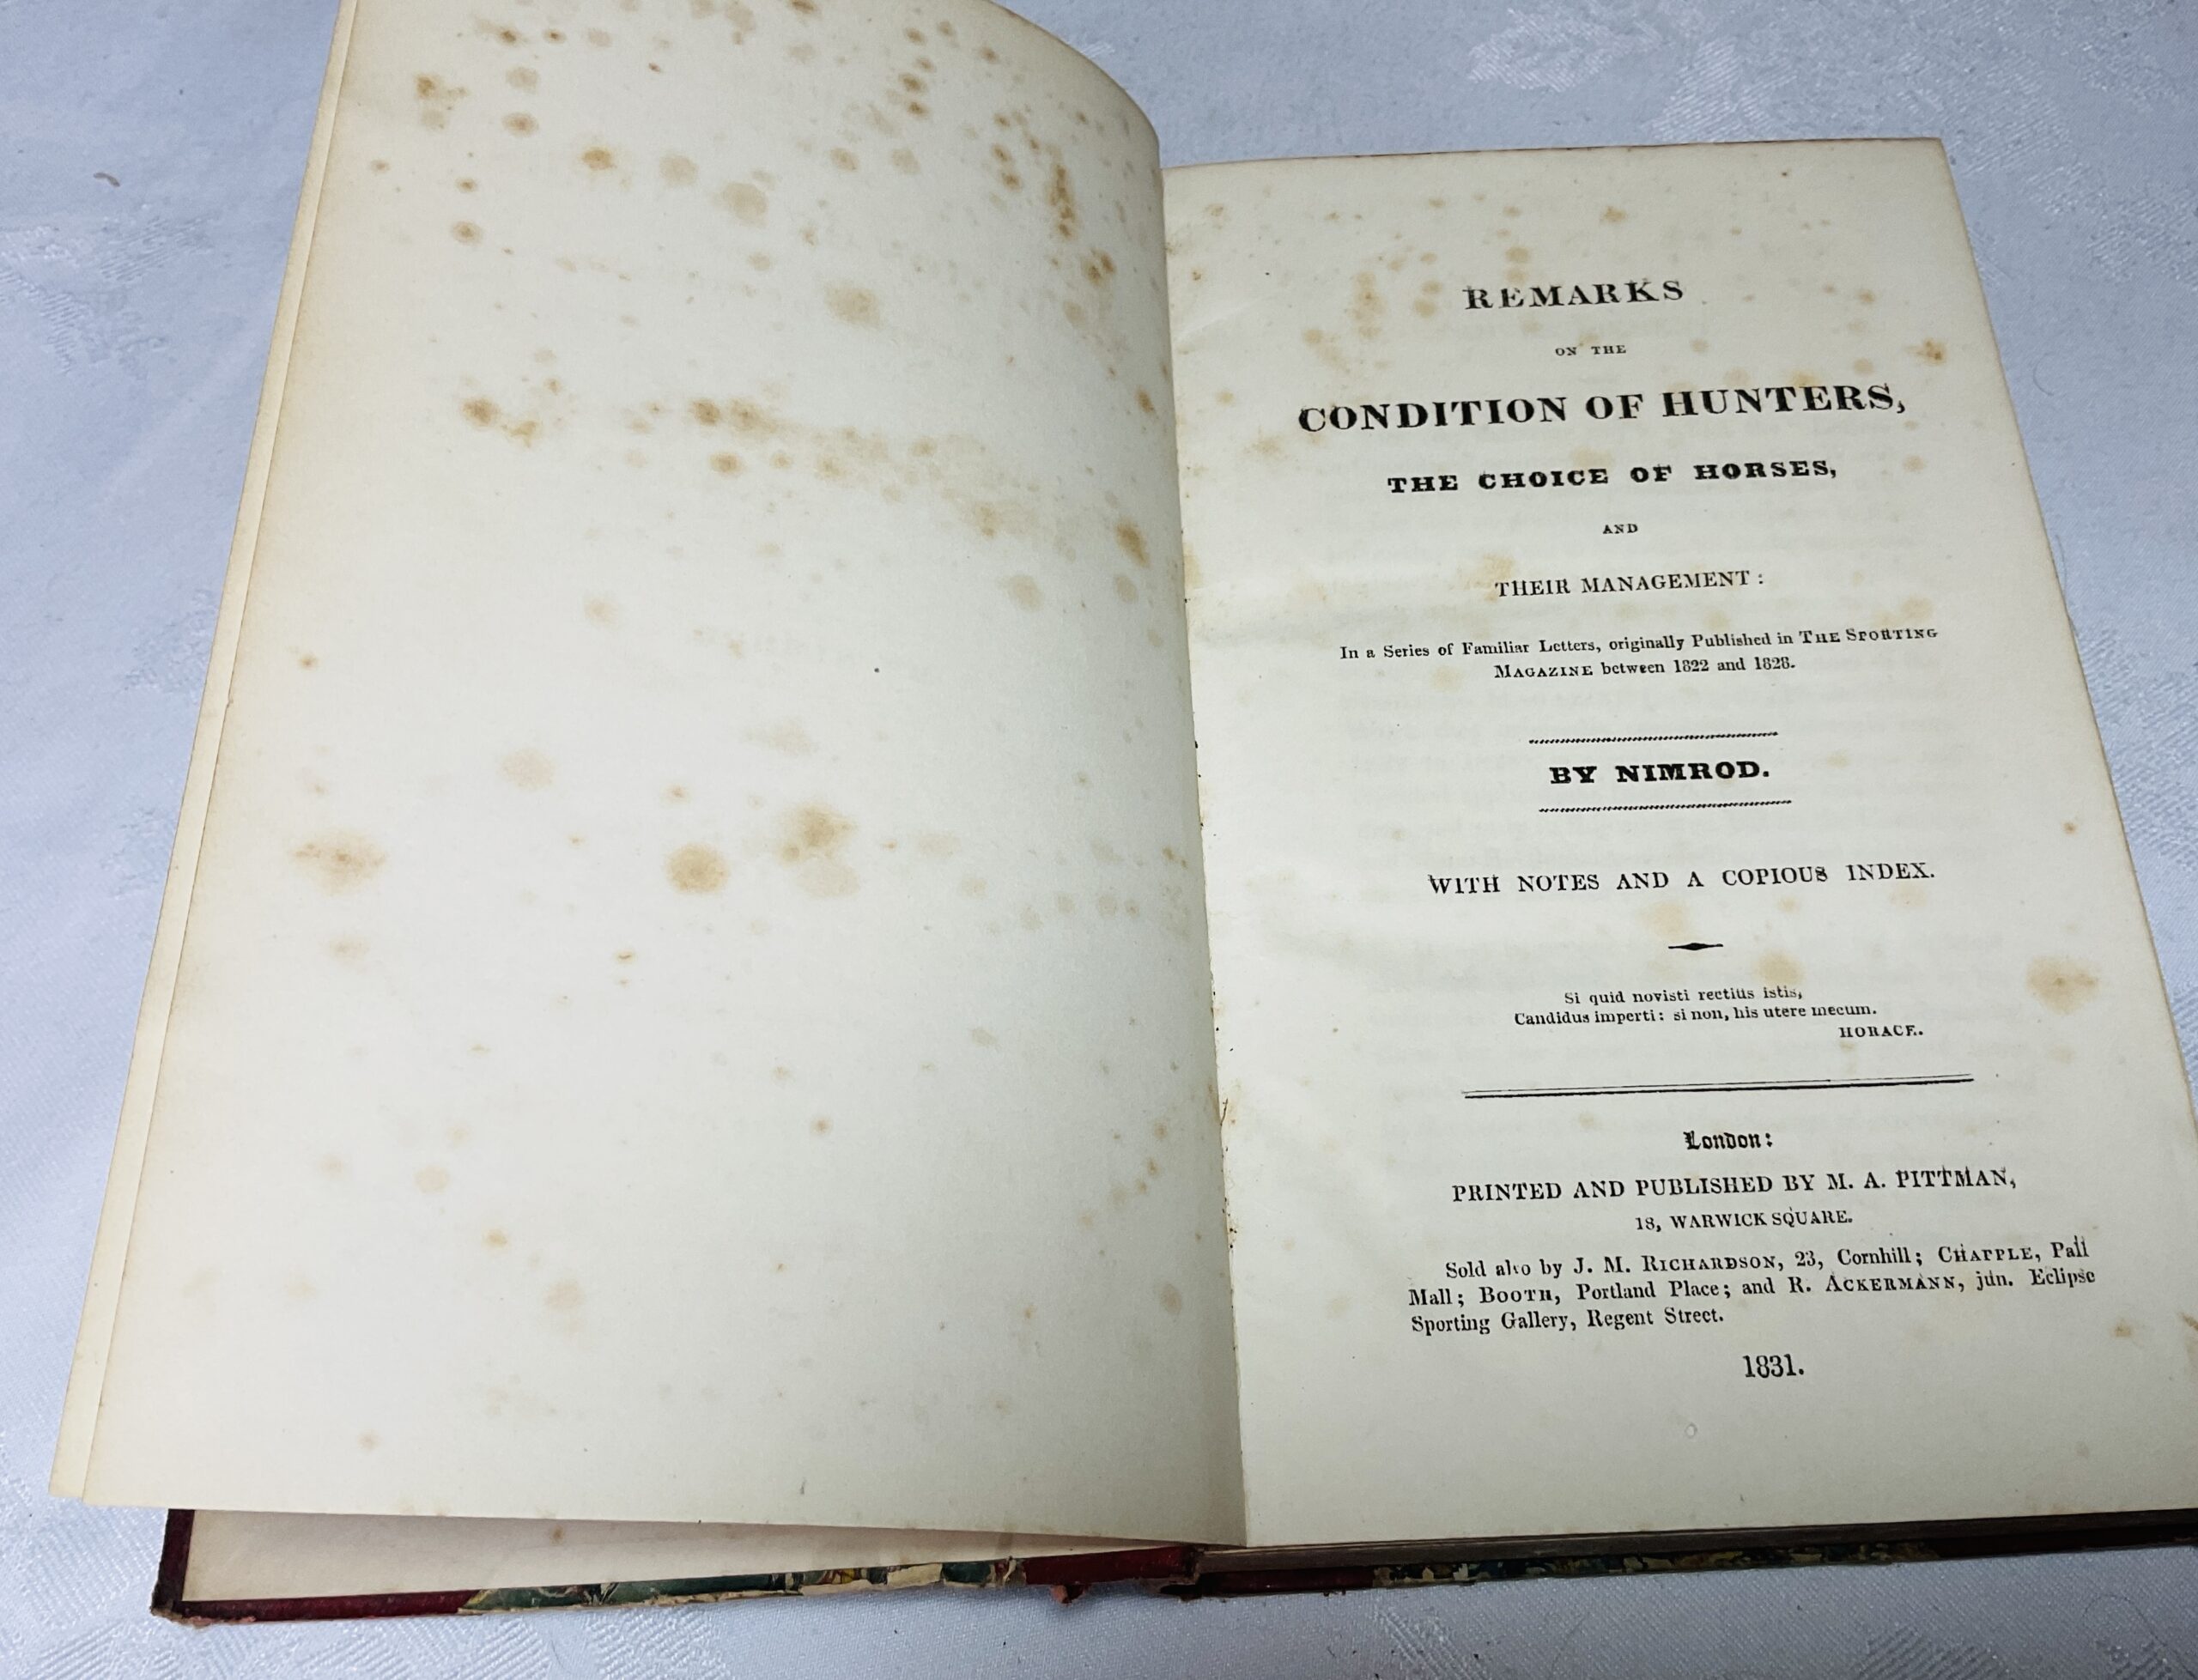 REMARKS
ON THE
CONDITION OF HUNTERS,
THE CHOICE OF HORSES,
AND
THEIR MANAGEMENT :
In a Series of Familiar Letters, originally Published in THE SPORTING
MAGAZINE between 1822 and 1828.
BY NIMROD.
WITH NOTES AND A COPIOUS INDEX.
Si quid novisti rectius istis,
Candidus imperti: si non, his utere mecum.
HORACE.
London:
PRINTED AND PUBLISHED BY M. A. PITTMAN,
18, WARWICK SQUARE.
Sold also by J. M. RICHARDSON, 23, Cornhill; CHAPPLE, Pall
Mall; BOOTH, Portland Place; and R. ACKERMANN, jun. Eclipse
Sporting Gallery, Regent Street.
1831.